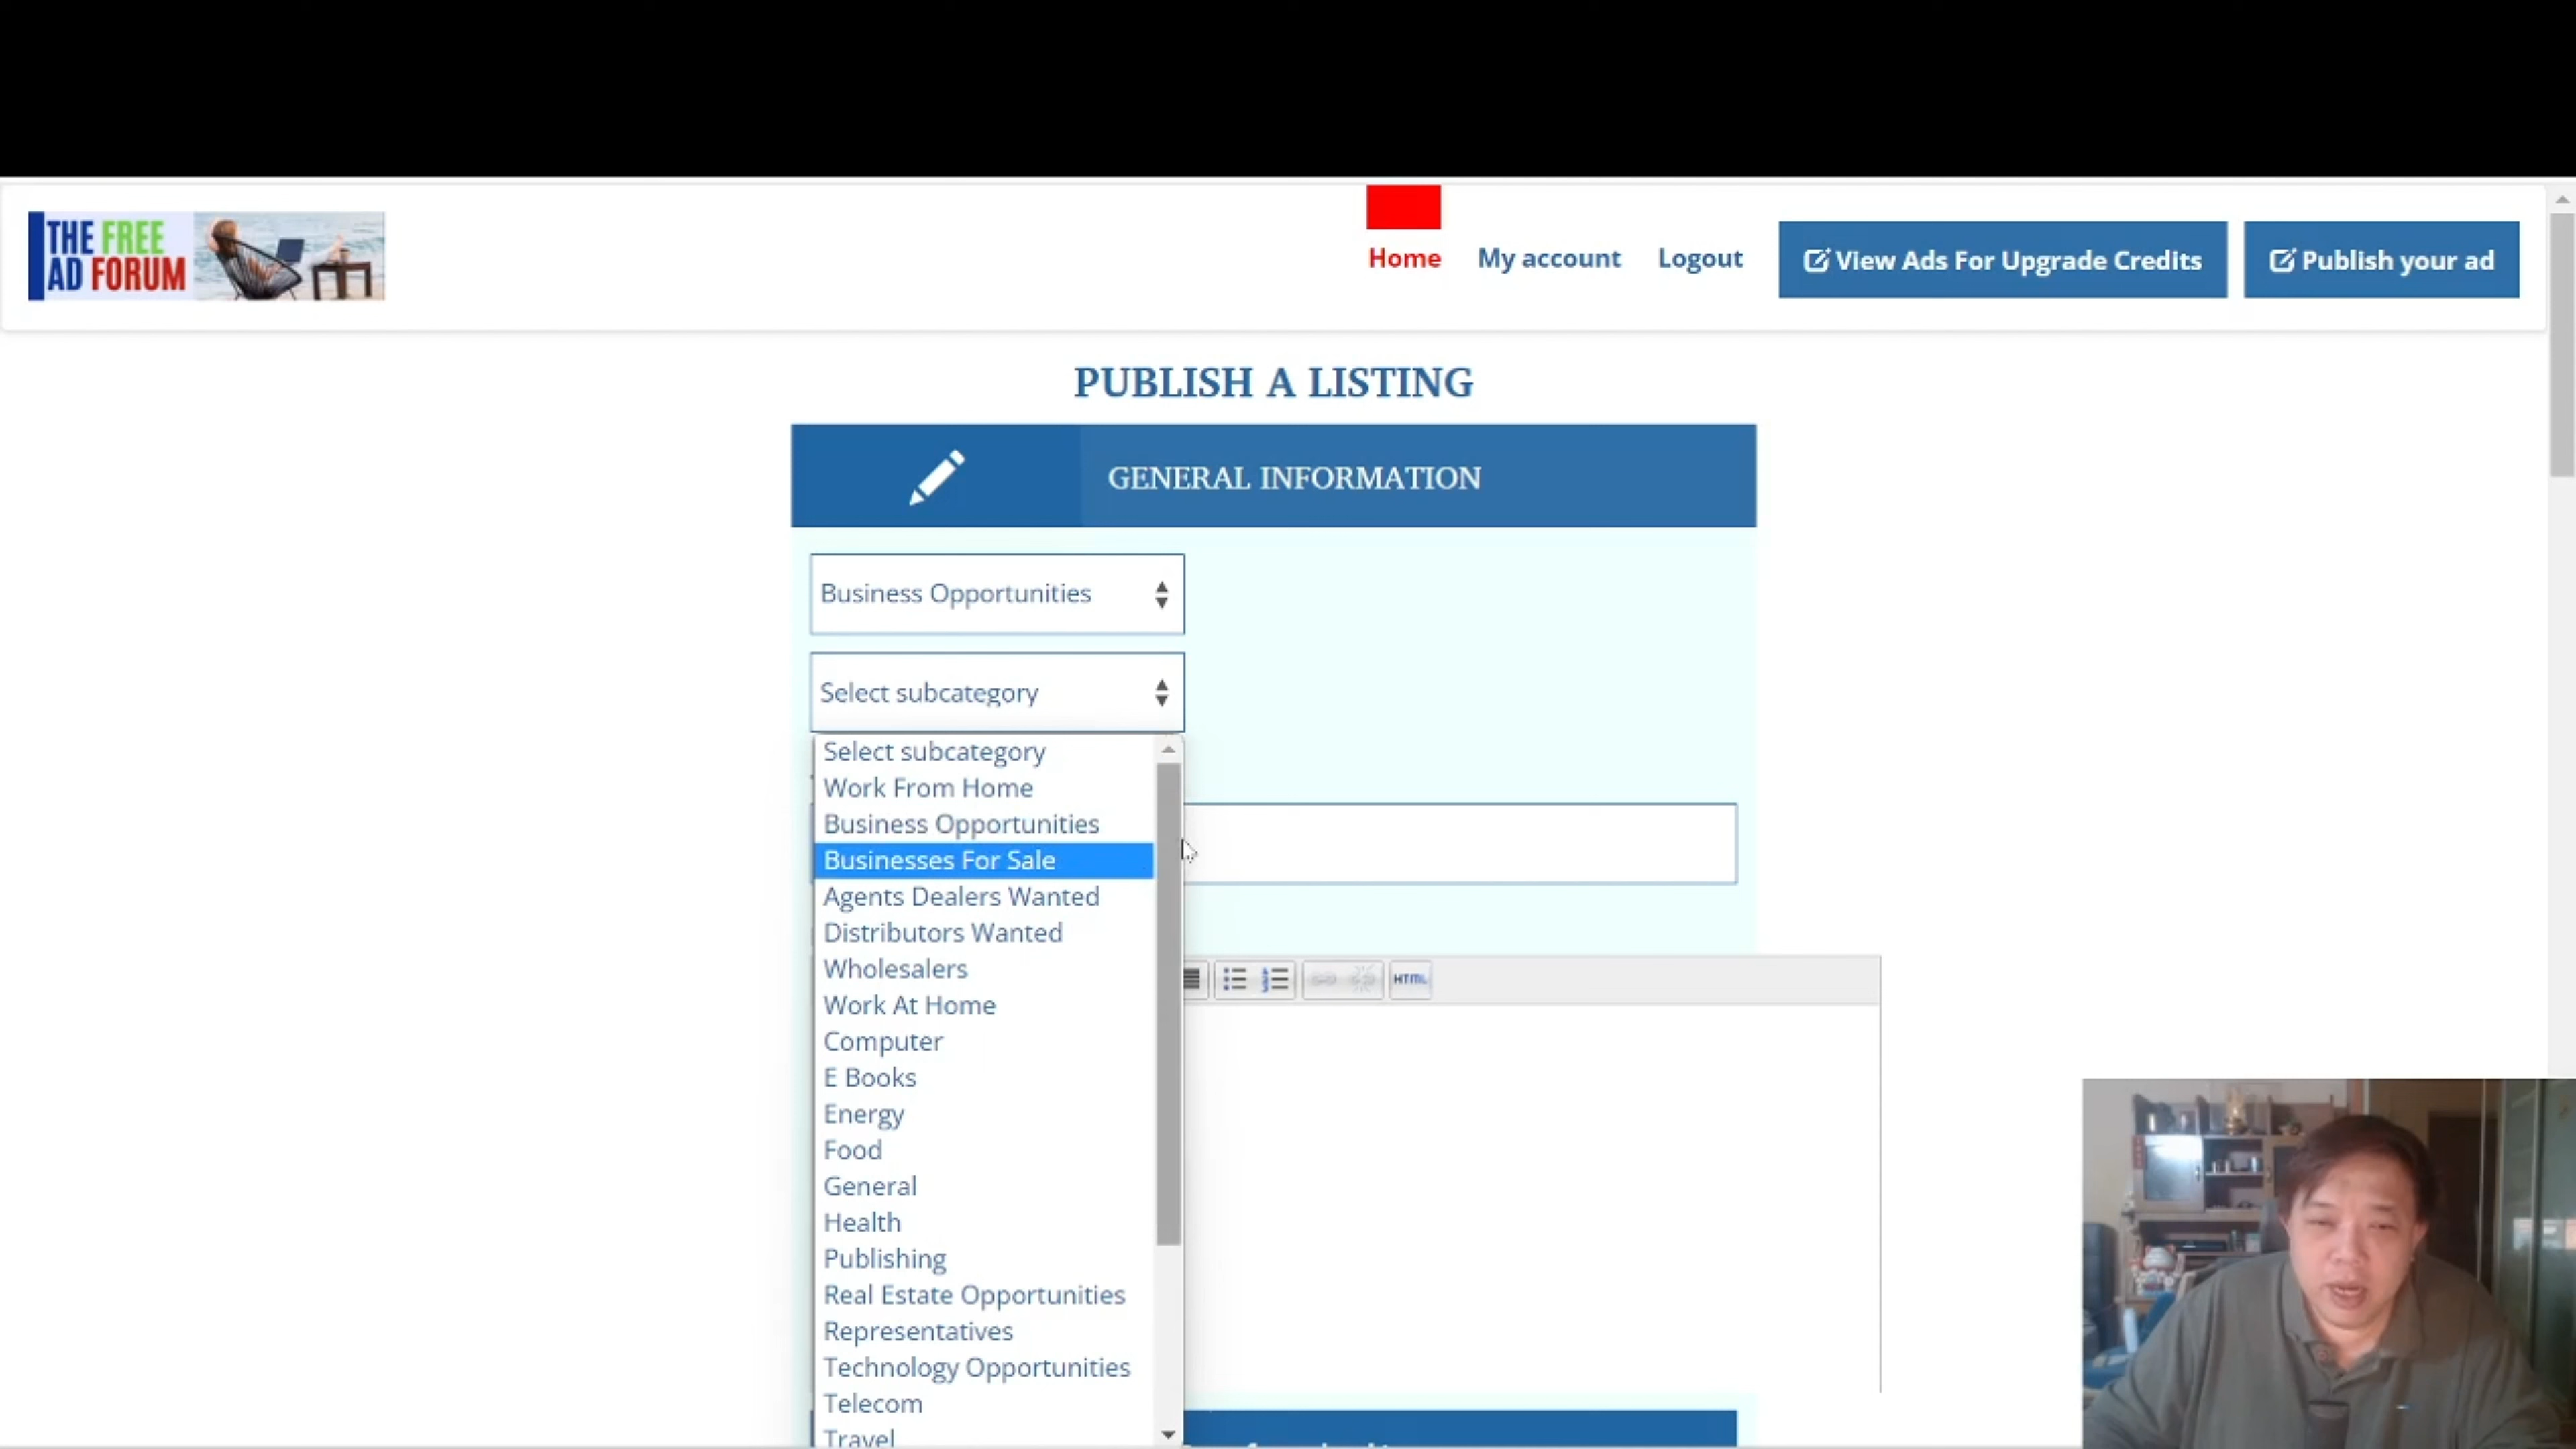 THE FREE
AD FORUM
Home
My account
Logout
View Ads For Upgrade Credits
Publish your ad
PUBLISH A LISTING
GENERAL INFORMATION
Business Opportunities
Select subcategory
Select subcategory
Work From Home
Business Opportunities
Businesses For Sale
Agents Dealers Wanted
Distributors Wanted
Wholesalers
Work At Home
HTML
Computer
E Books
Energy
Food
General
Health
Publishing
Real Estate Opportunities
Representatives
Technology Opportunities
Telecom
Travel